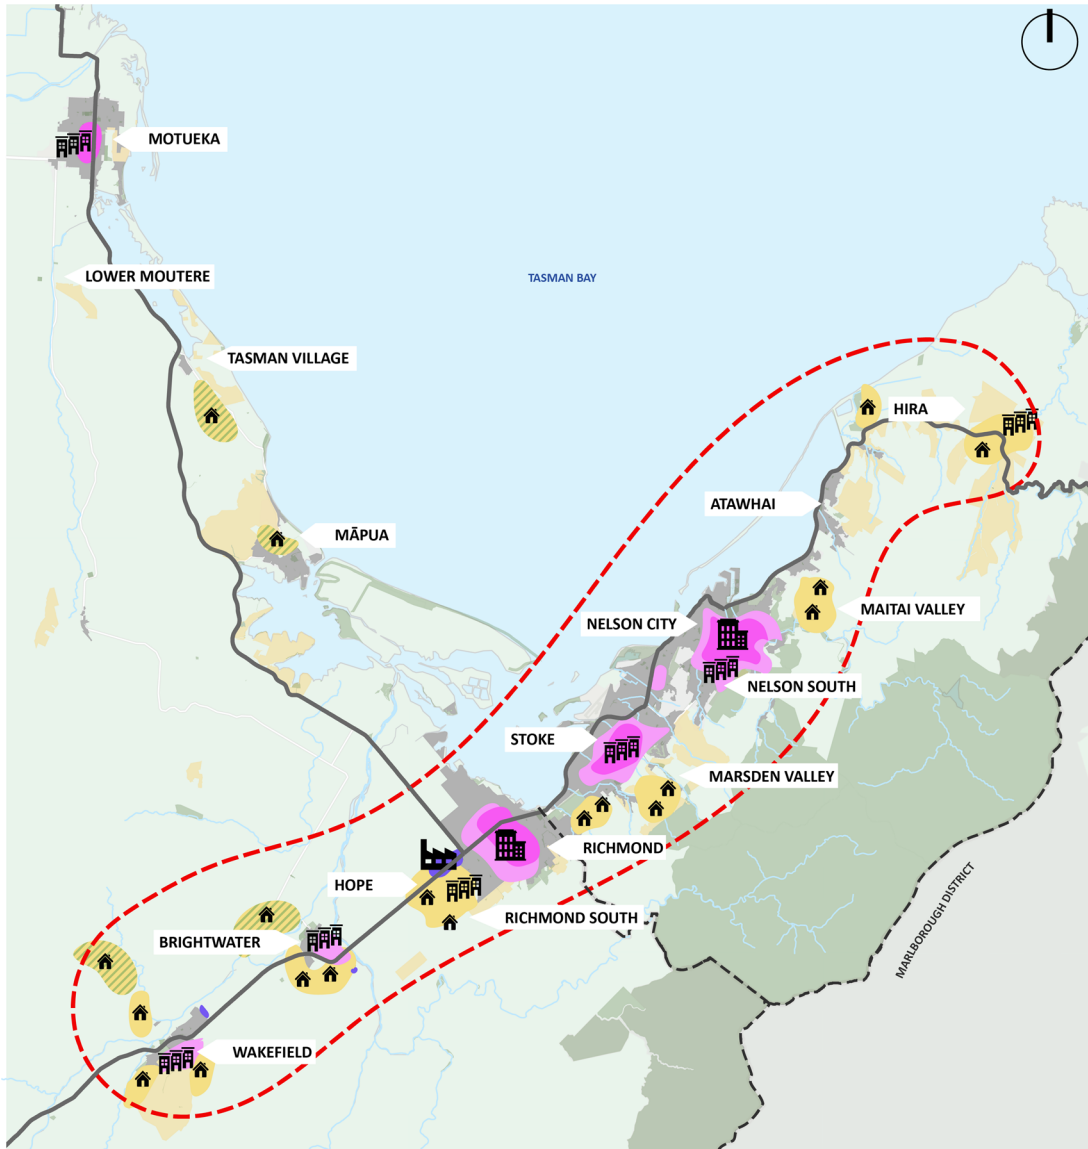 MOTUEKA
LOWER MOUTERE
TASMAN BAY
TASMAN VILLAGE
HIRA
ATAWHAI
MĀPUA
MAITAI VALLEY
NELSON CITY
NELSON SOUTH
STOKE
MARSDEN VALLEY
RICHMOND
HOPE
RICHMOND SOUTH
BRIGHTWATER
MARLBOROUGH DISTRICT
WAKEFIELD